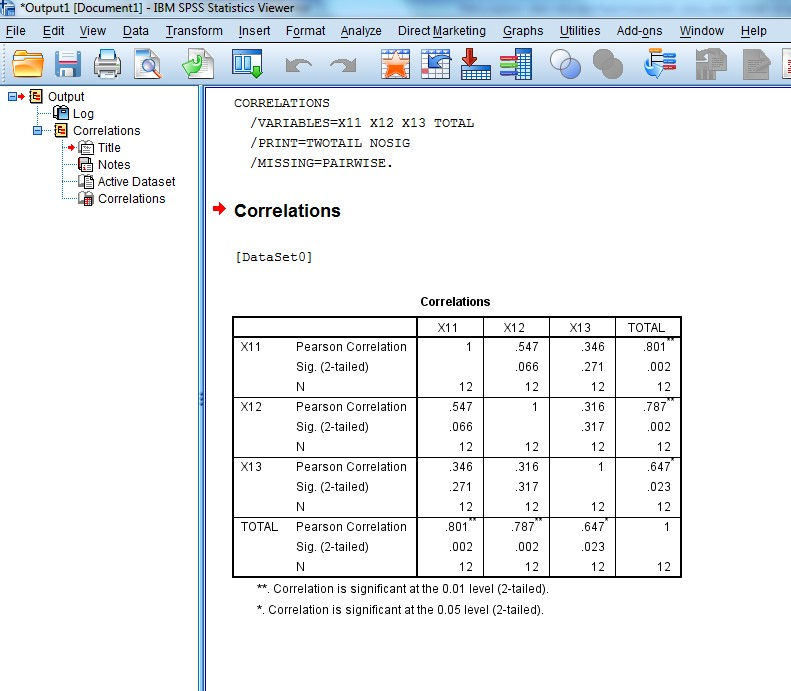 *Output1 [Document1] - IBM SPSS Statistics Viewer
File Edit View Data Transform Insert Format Analyze Direct Marketing Graphs Utilities Add-ons Window Help
Output
Log
Correlations
Title
Notes
Active Dataset
Correlations
CORRELATIONS
/VARIABLES=X11 X12 X13 TOTAL
/PRINT=TWOTAIL NOSIG
/MISSING=PAIRWISE.
Correlations
[DataSet0]
Correlations
X11 X12 X13 TOTAL
X11 Pearson Correlation 1 .547 .346 .801**
Sig. (2-tailed) .066 .271 .002
N 12 12 12 12
X12 Pearson Correlation .547 1 .316 .787**
Sig. (2-tailed) .066 .317 .002
N 12 12 12 12
X13 Pearson Correlation .346 .316 1 .647*
Sig. (2-tailed) .271 .317 .023
N 12 12 12 12
TOTAL Pearson Correlation .801** .787** .647* 1
Sig. (2-tailed) .002 .002 .023
N 12 12 12 12
**. Correlation is significant at the 0.01 level (2-tailed).
*. Correlation is significant at the 0.05 level (2-tailed).